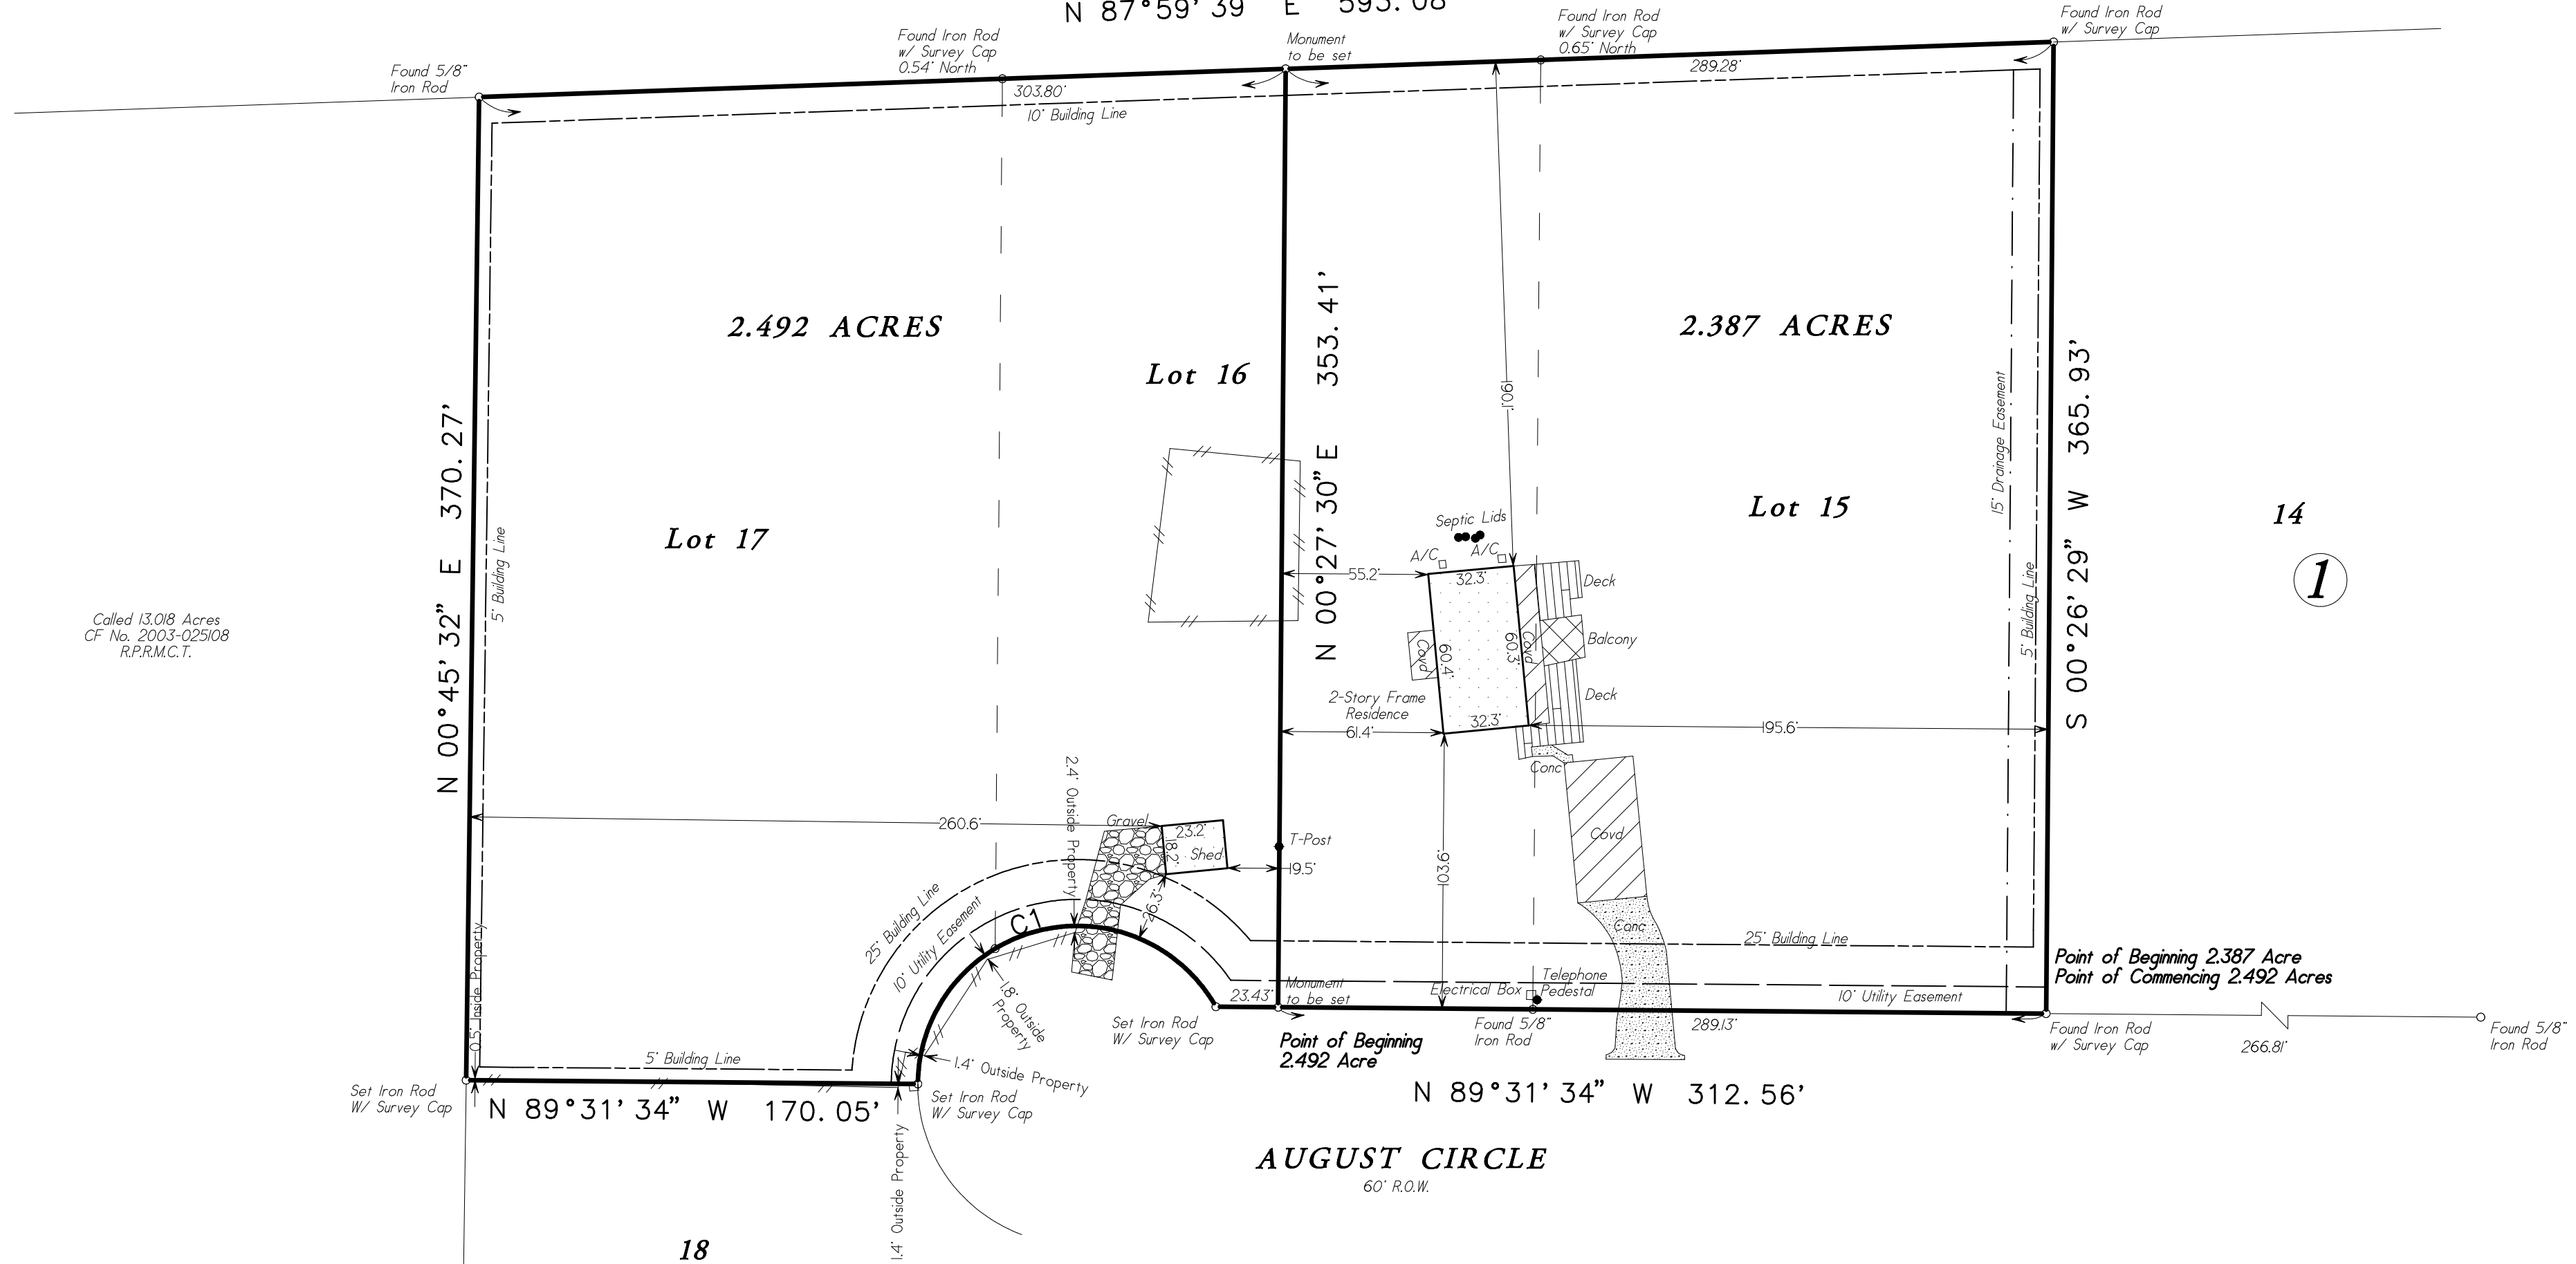 N 87°59'39" E 593.08'
Found Iron Rod
w/ Survey Cap
0.54' North
Monument
to be set
Found Iron Rod
w/ Survey Cap
0.65' North
Found Iron Rod
w/ Survey Cap
Found 5/8"
Iron Rod
303.80'
289.28'
10' Building Line
2.492 ACRES
2.387 ACRES
Lot 16
Lot 17
Lot 15
14
1
N 00°45'32" E 370.27'
5' Building Line
N 00°27'30"E 353.41'
190.1'
15' Drainage Easement
5' Building Line
S 00°26'29" W 365.93'
Called 13.018 Acres
CF No. 2003-025108
R.P.R.M.C.T.
Septic Lids
A/C
A/C
55.2'
32.3'
Deck
Covd
60.4'
60.3'
Covd
Balcony
Deck
2-Story Frame
Residence
32.3'
61.4'
195.6'
Conc
Covd
Conc
103.6'
260.6'
2.4' Outside Property
Gravel
23.2'
18.2'
Shed
T-Post
19.5'
26.3'
25' Building Line
10' Utility Easement
C1
25' Building Line
0.5' Inside Property
1.8' Outside
Property
1.4' Outside Property
23.43'
Monument
to be set
Electrical Box
Telephone
Pedestal
10' Utility Easement
Point of Beginning 2.387 Acre
Point of Commencing 2.492 Acres
Set Iron Rod
W/ Survey Cap
Point of Beginning
2.492 Acre
Found 5/8"
Iron Rod
289.13'
Found Iron Rod
w/ Survey Cap
266.81'
Found 5/8"
Iron Rod
5' Building Line
Set Iron Rod
W/ Survey Cap
N 89°31'34" W 170.05'
Set Iron Rod
W/ Survey Cap
1.4' Outside Property
N 89°31'34" W 312.56'
AUGUST CIRCLE
60' R.O.W.
18